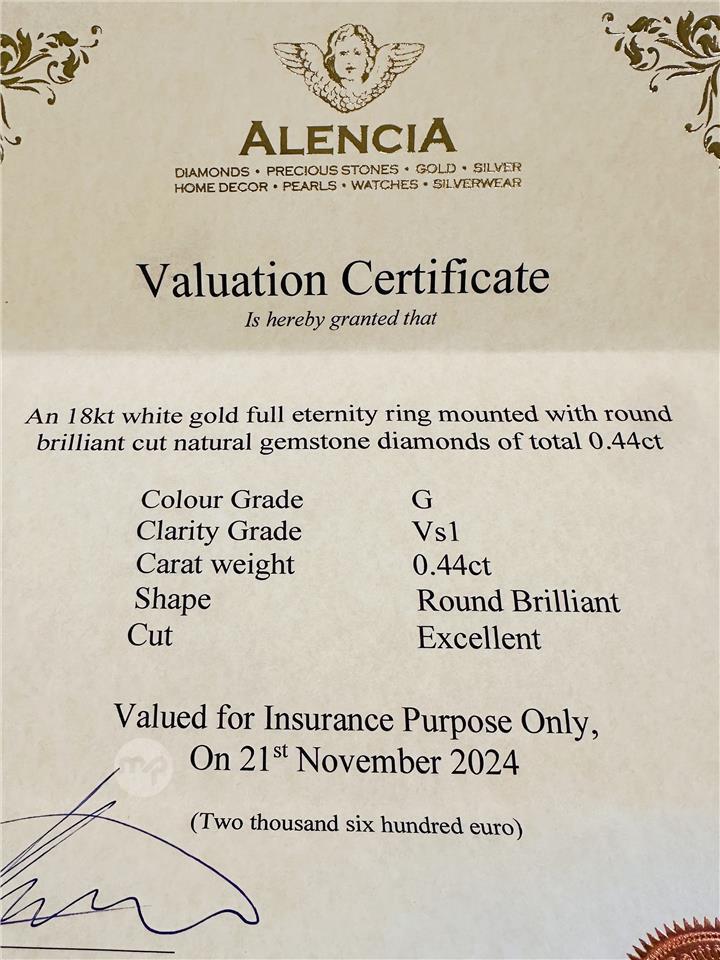 ALENCIA
DIAMONDS • PRECIOUS STONES • GOLD • SILVER
HOME DECOR • PEARLS • WATCHES • SILVERWEAR
Valuation Certificate
Is hereby granted that
An 18kt white gold full eternity ring mounted with round
brilliant cut natural gemstone diamonds of total 0.44ct
Colour Grade G
Clarity Grade Vs1
Carat weight 0.44ct
Shape Round Brilliant
Cut Excellent
Valued for Insurance Purpose Only,
On 21st November 2024
mp
(Two thousand six hundred euro)